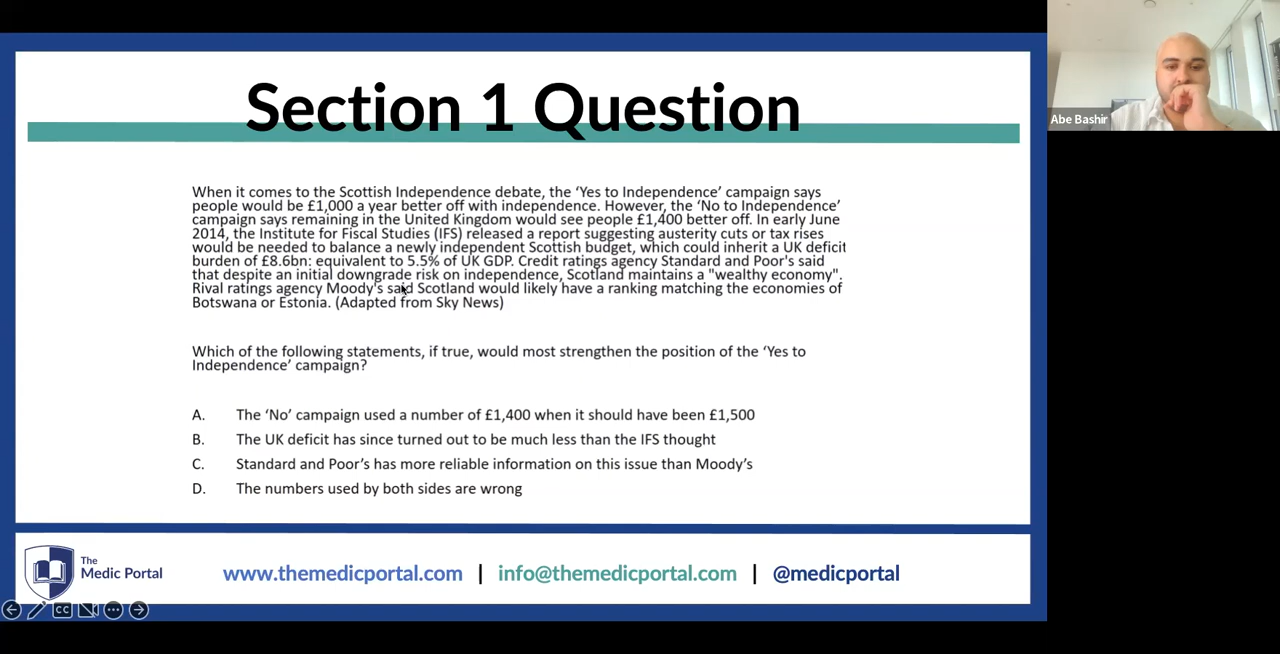 Section 1 Question
Abe Bashir
When it comes to the Scottish Independence debate, the ‘Yes to Independence’ campaign says
people would be £1,000 a year better off with independence. However, the ‘No to Independence’
campaign says remaining in the United Kingdom would see people £1,400 better off. In early June
2014, the Institute for Fiscal Studies (IFS) released a report suggesting austerity cuts or tax rises
would be needed to balance a newly independent Scottish budget, which could inherit a UK deficit
burden of £8.6bn: equivalent to 5.5% of UK GDP. Credit ratings agency Standard and Poor's said
that despite an initial downgrade risk on independence, Scotland maintains a "wealthy economy".
Rival ratings agency Moody's said Scotland would likely have a ranking matching the economies of
Botswana or Estonia. (Adapted from Sky News)
Which of the following statements, if true, would most strengthen the position of the ‘Yes to
Independence’ campaign?
A. The ‘No’ campaign used a number of £1,400 when it should have been £1,500
B. The UK deficit has since turned out to be much less than the IFS thought
C. Standard and Poor’s has more reliable information on this issue than Moody’s
D. The numbers used by both sides are wrong
The
Medic Portal
www.themedicportal.com | info@themedicportal.com | @medicportal
CC